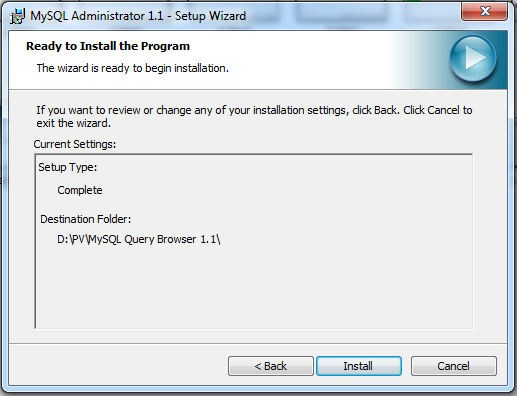 MySQL Administrator 1.1 - Setup Wizard
Ready to Install the Program
The wizard is ready to begin installation.
If you want to review or change any of your installation settings, click Back. Click Cancel to
exit the wizard.
Current Settings:
Setup Type:
Complete
Destination Folder:
D:\PV\MySQL Query Browser 1.1\
< Back
Install
Cancel